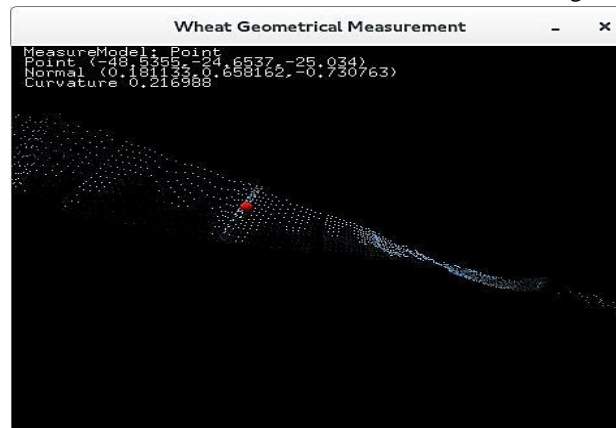 Wheat Geometrical Measurement
MeasureModel: Point
Point (-48.5355,-24.6537,-25.034)
Normal (0.181133,0.658162,-0.730763)
Curvature 0.216988